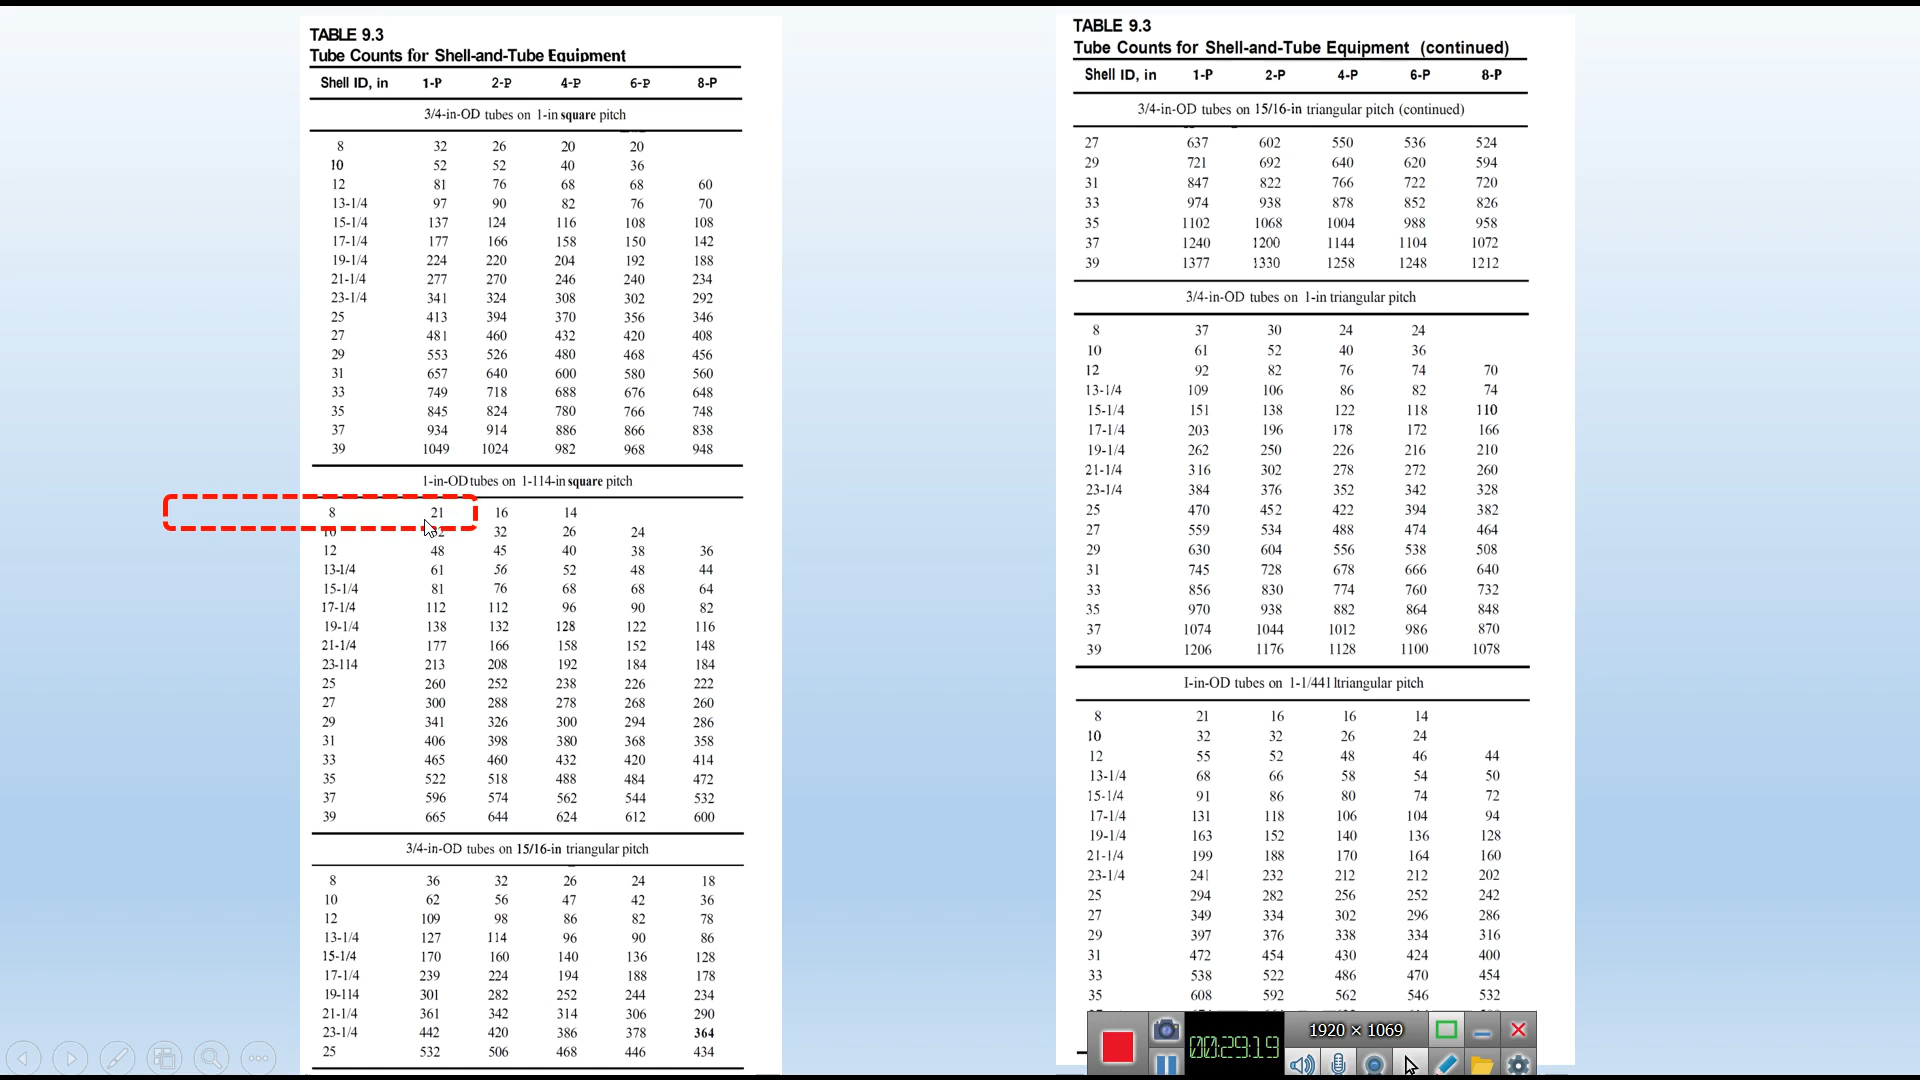 TABLE 9.3
Tube Counts for Shell-and-Tube Equipment
Shell ID, in 1-P 2-P 4-P 6-P 8-P
3/4-in-OD tubes on 1-in square pitch
8 32 26 20 20
10 52 52 40 36
12 81 76 68 68 60
13-1/4 97 90 82 76 70
15-1/4 137 124 116 108 108
17-1/4 177 166 158 150 142
19-1/4 224 220 204 192 188
21-1/4 277 270 246 240 234
23-1/4 341 324 308 302 292
25 413 394 370 356 346
27 481 460 432 420 408
29 553 526 480 468 456
31 657 640 600 580 560
33 749 718 688 676 648
35 845 824 780 766 748
37 934 914 886 866 838
39 1049 1024 982 968 948
1-in-OD tubes on 1-114-in square pitch
8 21 16 14
10 32 32 26 24
12 48 45 40 38 36
13-1/4 61 56 52 48 44
15-1/4 81 76 68 68 64
17-1/4 112 112 96 90 82
19-1/4 138 132 128 122 116
21-1/4 177 166 158 152 148
23-114 213 208 192 184 184
25 260 252 238 226 222
27 300 288 278 268 260
29 341 326 300 294 286
31 406 398 380 368 358
33 465 460 432 420 414
35 522 518 488 484 472
37 596 574 562 544 532
39 665 644 624 612 600
3/4-in-OD tubes on 15/16-in triangular pitch
8 36 32 26 24 18
10 62 56 47 42 36
12 109 98 86 82 78
13-1/4 127 114 96 90 86
15-1/4 170 160 140 136 128
17-1/4 239 224 194 188 178
19-114 301 282 252 244 234
21-1/4 361 342 314 306 290
23-1/4 442 420 386 378 364
25 532 506 468 446 434
TABLE 9.3
Tube Counts for Shell-and-Tube Equipment (continued)
Shell ID, in 1-P 2-P 4-P 6-P 8-P
3/4-in-OD tubes on 15/16-in triangular pitch (continued)
27 637 602 550 536 524
29 721 692 640 620 594
31 847 822 766 722 720
33 974 938 878 852 826
35 1102 1068 1004 988 958
37 1240 1200 1144 1104 1072
39 1377 1330 1258 1248 1212
3/4-in-OD tubes on 1-in triangular pitch
8 37 30 24 24
10 61 52 40 36
12 92 82 76 74 70
13-1/4 109 106 86 82 74
15-1/4 151 138 122 118 110
17-1/4 203 196 178 172 166
19-1/4 262 250 226 216 210
21-1/4 316 302 278 272 260
23-1/4 384 376 352 342 328
25 470 452 422 394 382
27 559 534 488 474 464
29 630 604 556 538 508
31 745 728 678 666 640
33 856 830 774 760 732
35 970 938 882 864 848
37 1074 1044 1012 986 870
39 1206 1176 1128 1100 1078
I-in-OD tubes on 1-1/441ltriangular pitch
8 21 16 16 14
10 32 32 26 24
12 55 52 48 46 44
13-1/4 68 66 58 54 50
15-1/4 91 86 80 74 72
17-1/4 131 118 106 104 94
19-1/4 163 152 140 136 128
21-1/4 199 188 170 164 160
23-1/4 241 232 212 212 202
25 294 282 256 252 242
27 349 334 302 296 286
29 397 376 338 334 316
31 472 454 430 424 400
33 538 522 486 470 454
35 608 592 562 546 532
00:29:19
1920 × 1069